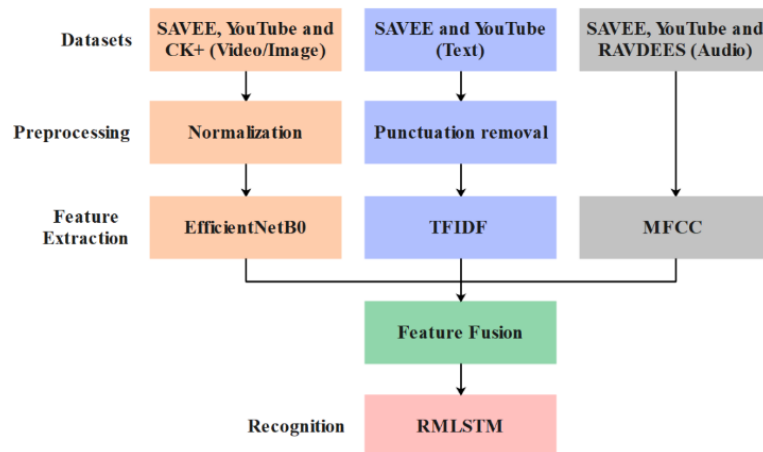 Datasets
SAVEE, YouTube and
CK+ (Video/Image)
SAVEE and YouTube
(Text)
SAVEE, YouTube and
RAVDEES (Audio)
Preprocessing
Normalization
Punctuation removal
Feature
Extraction
EfficientNetB0
TFIDF
MFCC
Feature Fusion
Recognition
RMLSTM